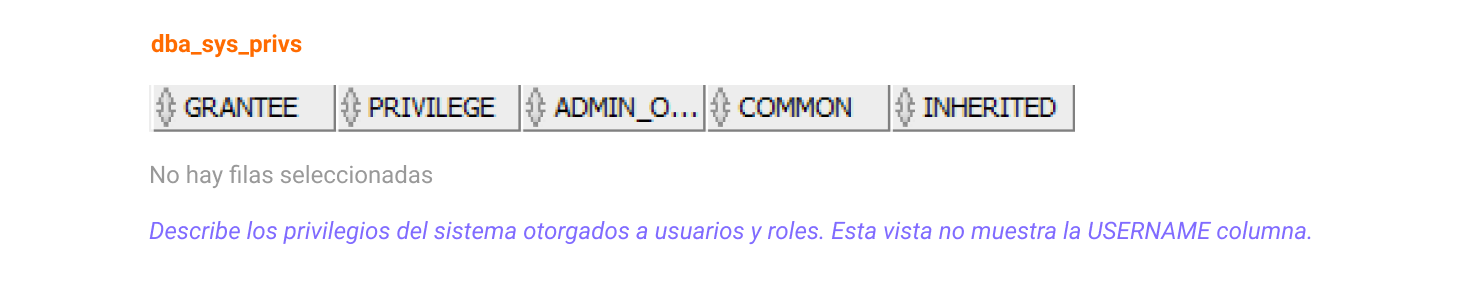 dba_sys_privs
GRANTEE PRIVILEGE ADMIN_O... COMMON INHERITED
No hay filas seleccionadas
Describe los privilegios del sistema otorgados a usuarios y roles. Esta vista no muestra la USERNAME columna.